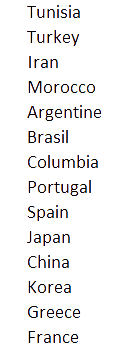 Tunisia
Turkey
Iran
Morocco
Argentine
Brasil
Columbia
Portugal
Spain
Japan
China
Korea
Greece
France